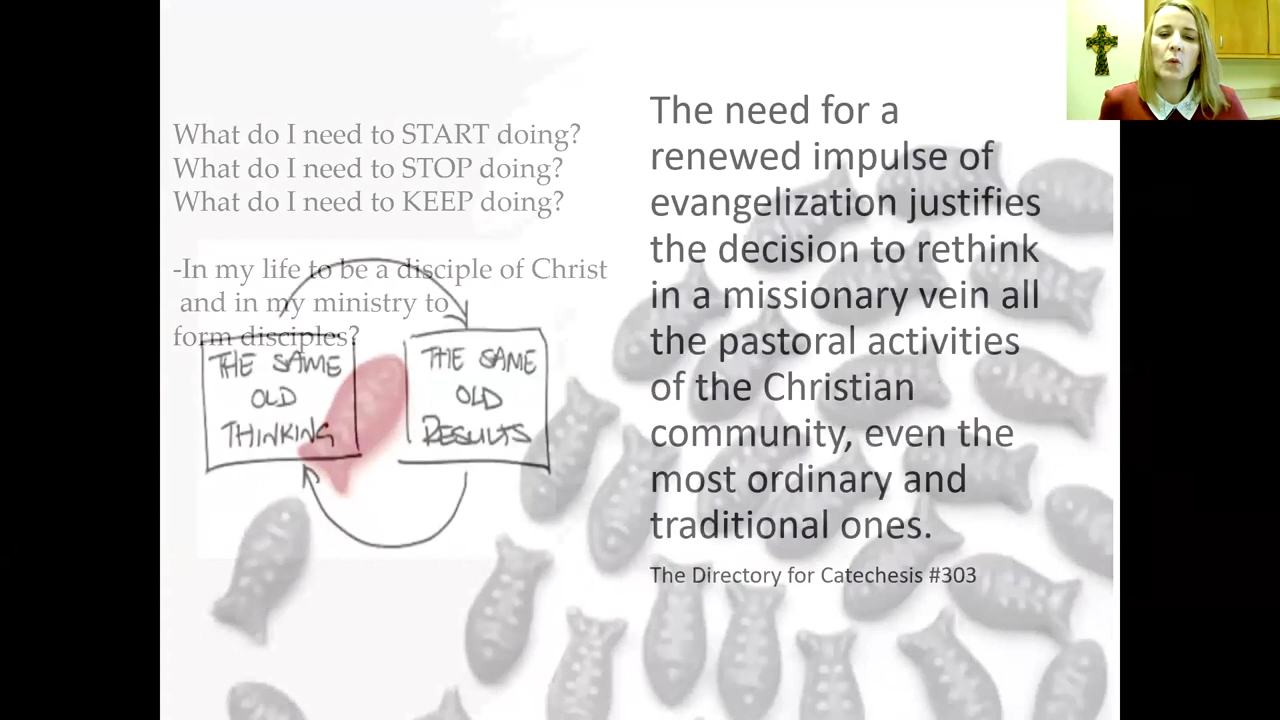 What do I need to START doing?
What do I need to STOP doing?
What do I need to KEEP doing?
-In my life to be a disciple of Christ
and in my ministry to
form disciples?
THE SAME
OLD
THINKING
THE SAME
OLD
RESULTS
The need for a
renewed impulse of
evangelization justifies
the decision to rethink
in a missionary vein all
the pastoral activities
of the Christian
community, even the
most ordinary and
traditional ones.
The Directory for Catechesis #303